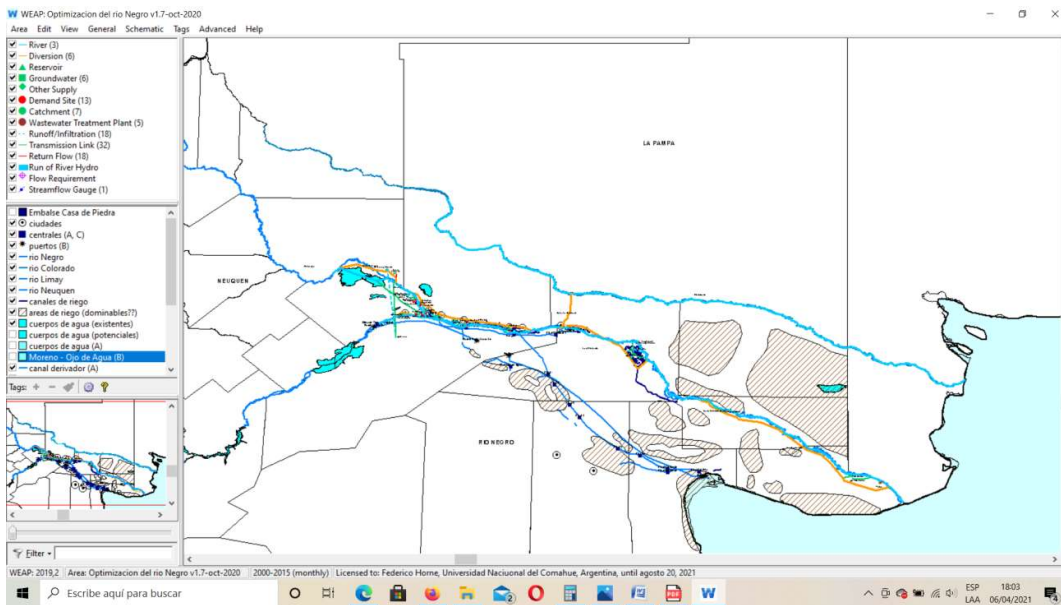 WEAP: Optimizacion del rio Negro v1.7-oct-2020
Area Edit View General Schematic Tags Advanced Help
River (3)
Diversion (6)
Reservoir
Groundwater (6)
Other Supply
Demand Site (13)
Catchment (7)
Wastewater Treatment Plant (5)
Runoff/Infiltration (18)
Transmission Link (32)
Return Flow (18)
Run of River Hydro
Flow Requirement
Streamflow Gauge (1)
Embalse Casa de Piedra
ciudades
centrales (A, C)
puertos (B)
rio Negro
rio Colorado
rio Limay
rio Neuquen
canales de riego
areas de riego (dominables??)
cuerpos de agua (existentes)
cuerpos de agua (potenciales)
cuerpos de agua (A)
Moreno - Ojo de Agua (B)
canal derivador (A)
Tags:
LA PAMPA
NEUQUEN
RIO NEGRO
Filter
WEAP: 2019,2 Area: Optimizacion del rio Negro v1.7-oct-2020 2000-2015 (monthly) Licensed to: Federico Horne, Universidad Naciuonal del Comahue, Argentina, until agosto 20, 2021
Escribe aquí para buscar
ESP
LAA
18:03
06/04/2021